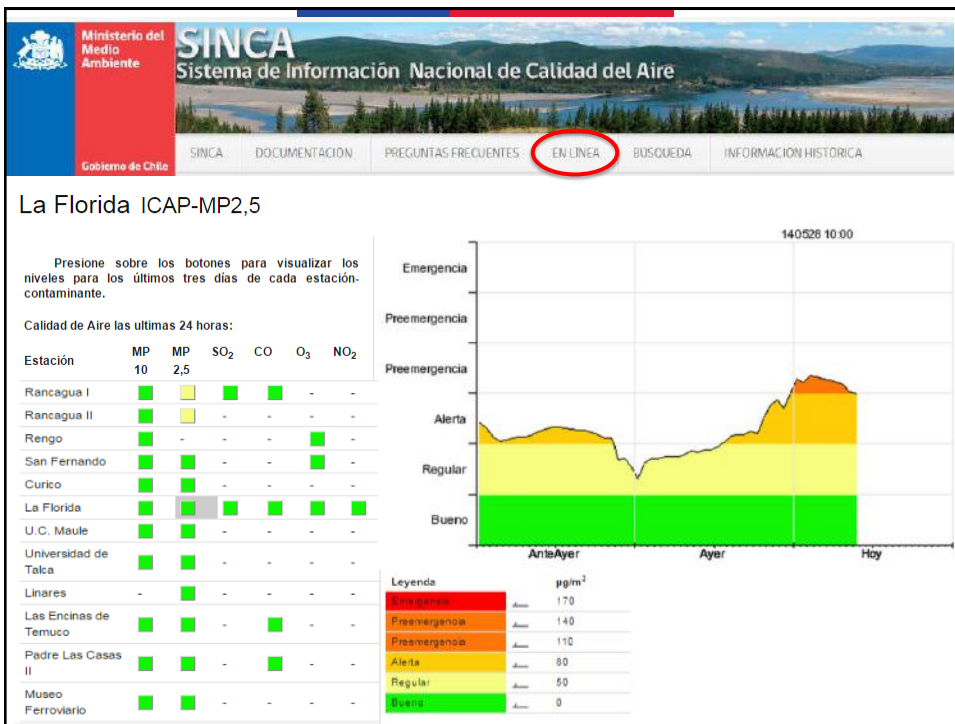 Ministerio del
Medio
Ambiente
Gobierno de Chile
SINCA
Sistema de Información Nacional de Calidad del Aire
SINCA DOCUMENTACION PREGUNTAS FRECUENTES EN LINEA BUSQUEDA INFORMACION HISTORICA
La Florida ICAP-MP2,5
Presione sobre los botones para visualizar los
niveles para los últimos tres días de cada estación-
contaminante.
Calidad de Aire las ultimas 24 horas:
Estación MP 10 MP 2,5 SO2 CO O3 NO2
Rancagua I - -
Rancagua II - - - -
Rengo - - - -
San Fernando - - -
Curico - - - -
La Florida
U.C. Maule - - - -
Universidad de
Talca - - - -
Linares - - - - -
Las Encinas de
Temuco - - -
Padre Las Casas
II - - -
Museo
Ferroviario - - - -
140528 10:00
Emergencia
Preemergencia
Preemergencia
Alerta
Regular
Bueno
AnteAyer Ayer Hoy
Leyenda µg/m3
Emergencia 170
Preemergencia 140
Preemergencia 110
Alerta 80
Regular 50
Bueno 0